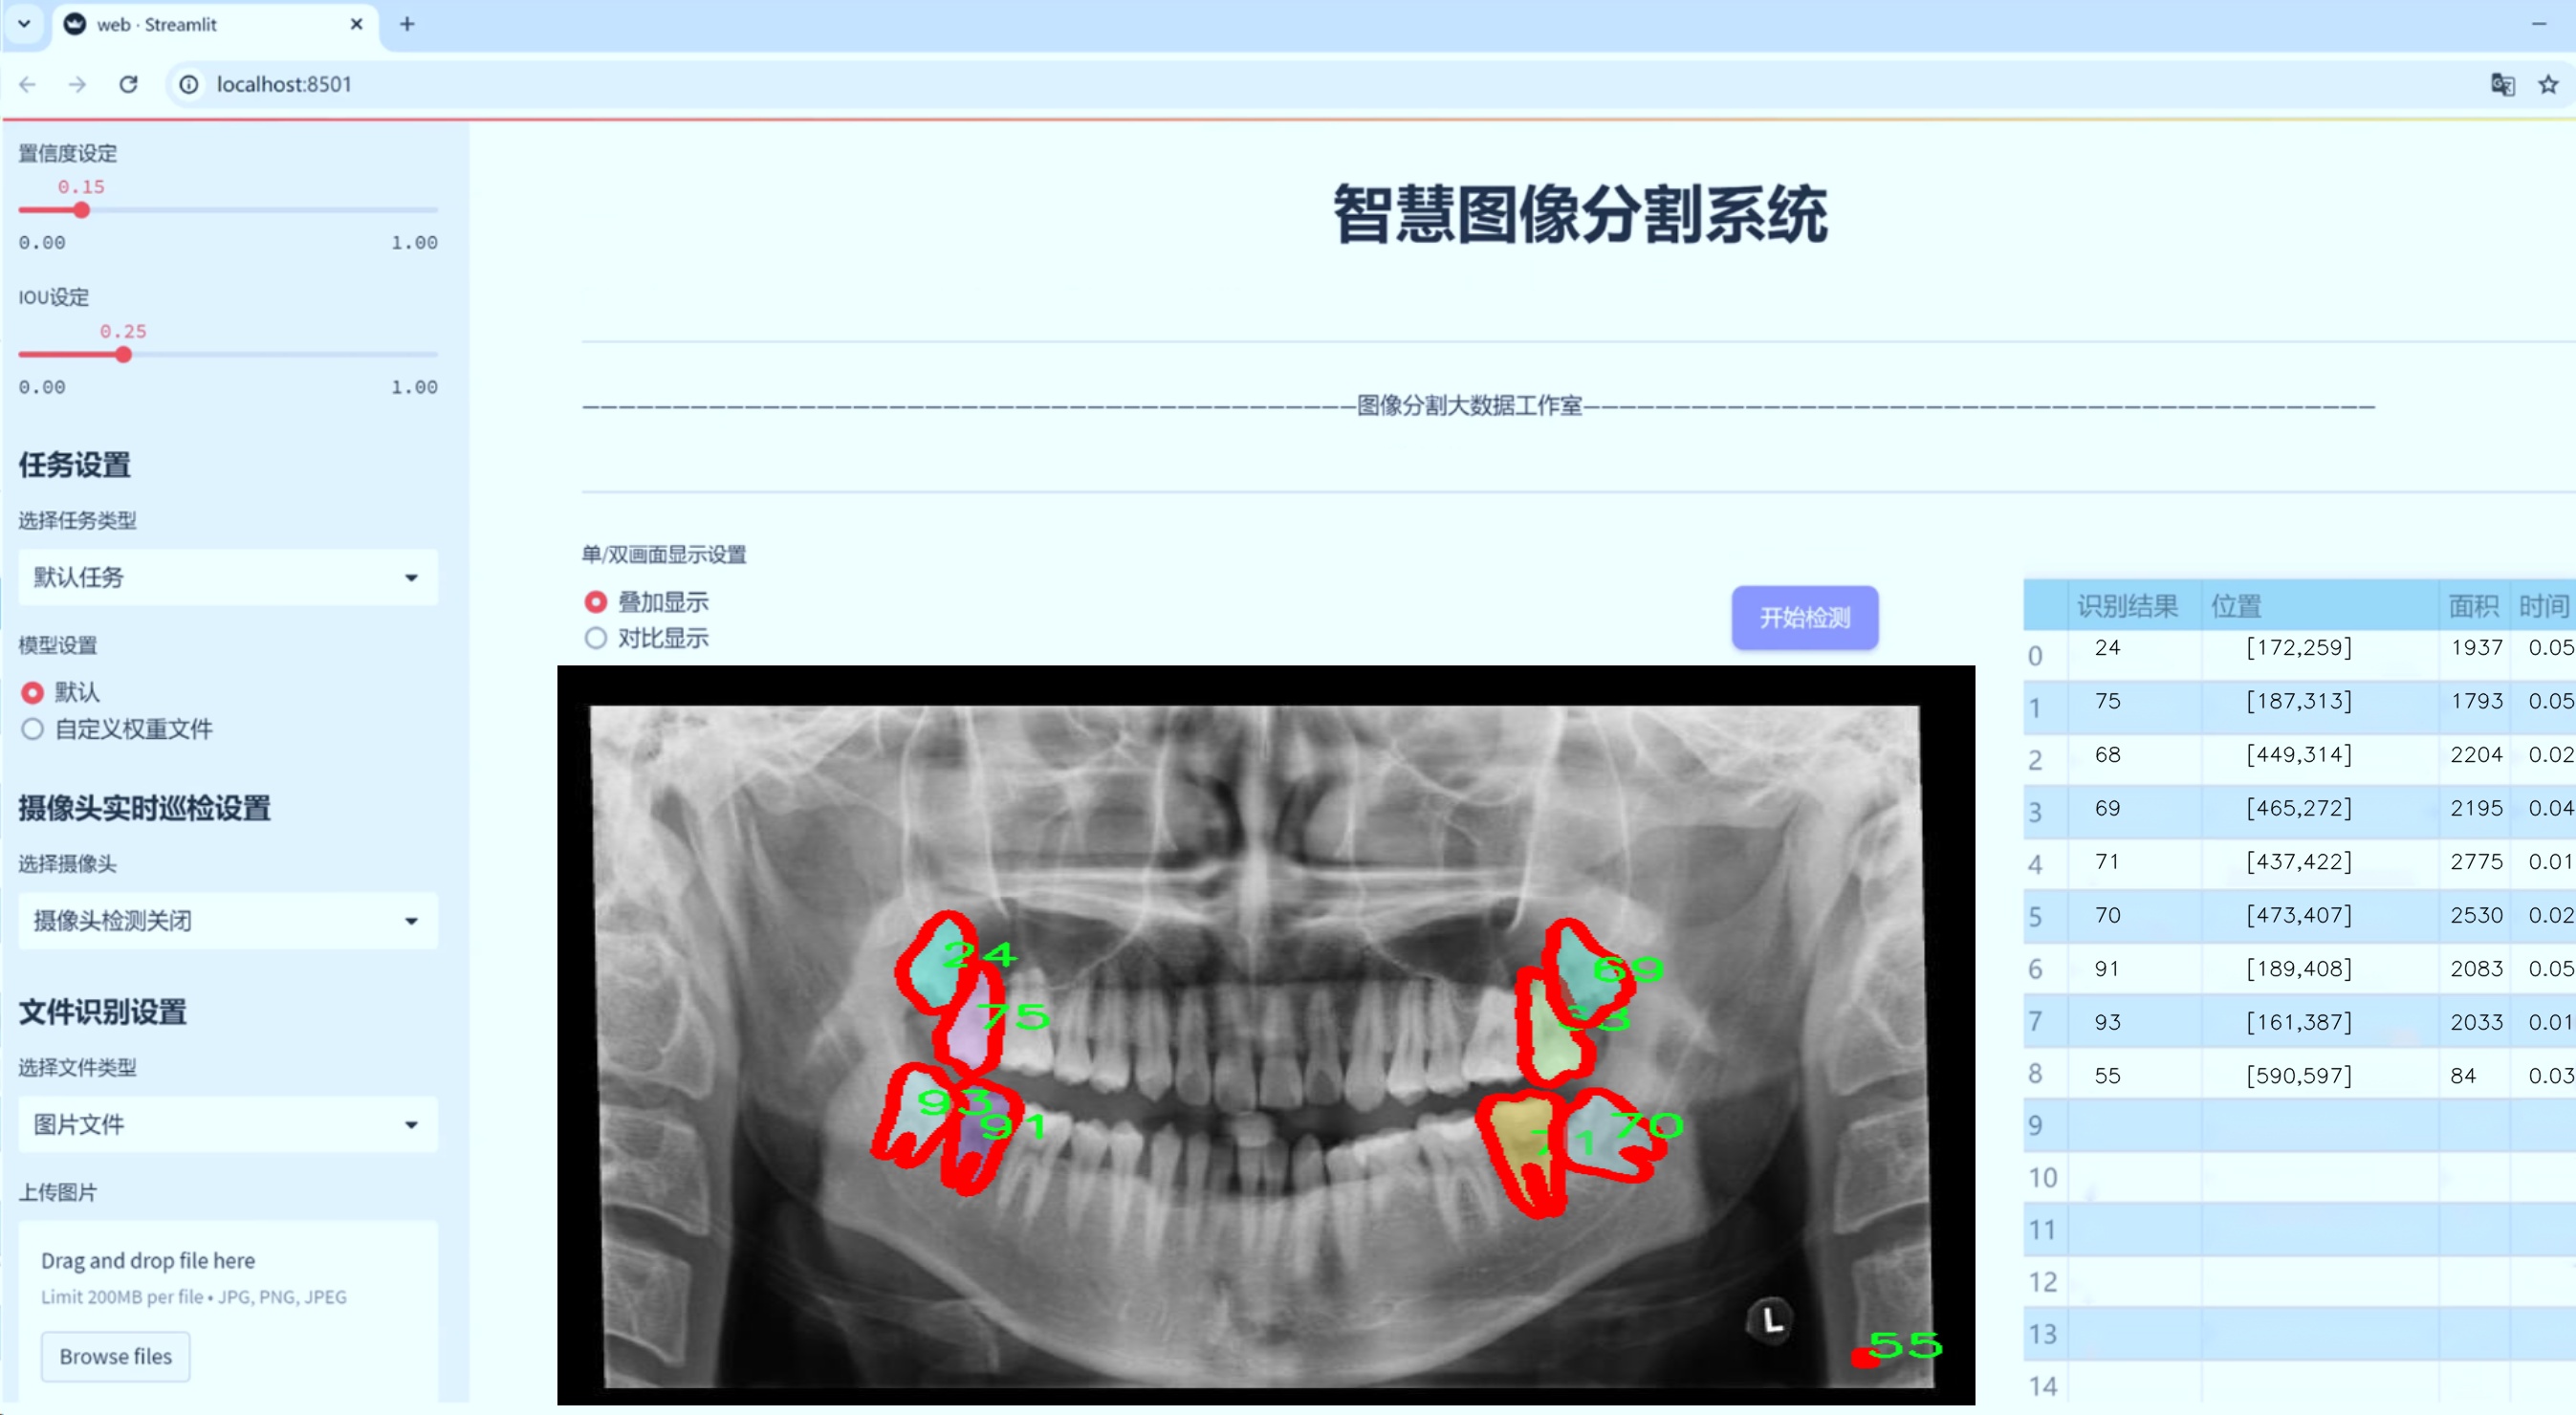 web · Streamlit
localhost:8501
置信度设定
0.15
0.00 1.00
IOU设定
0.25
0.00 1.00
任务设置
选择任务类型
默认任务
模型设置
默认
自定义权重文件
摄像头实时巡检设置
选择摄像头
摄像头检测关闭
文件识别设置
选择文件类型
图片文件
上传图片
Drag and drop file here
Limit 200MB per file • JPG, PNG, JPEG
Browse files
智慧图像分割系统
图像分割大数据工作室
单/双画面显示设置
叠加显示
对比显示
开始检测
24
69
75
93
91
70
71
L
55
识别结果 位置 面积 时间
0 24 [172,259] 1937 0.05
1 75 [187,313] 1793 0.05
2 68 [449,314] 2204 0.02
3 69 [465,272] 2195 0.04
4 71 [437,422] 2775 0.01
5 70 [473,407] 2530 0.02
6 91 [189,408] 2083 0.05
7 93 [161,387] 2033 0.01
8 55 [590,597] 84 0.03
9
10
11
12
13
14